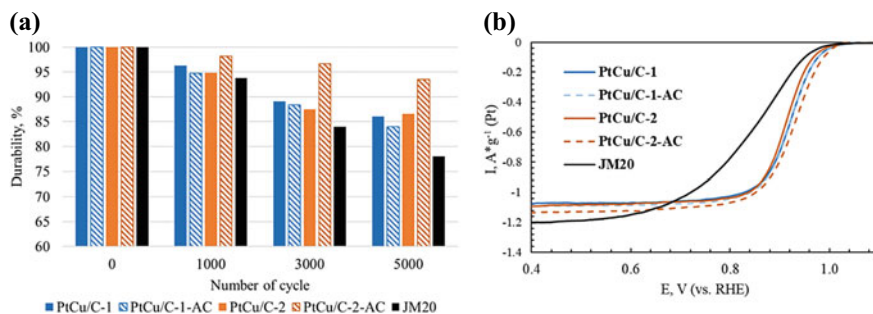 (a)
100
95
90
85
80
75
70
65
60
Durability, %
0 1000 3000 5000
Number of cycle
PtCu/C-1 PtCu/C-1-AC PtCu/C-2 PtCu/C-2-AC JM20
(b)
0
-0.2
-0.4
-0.6
-0.8
-1
-1.2
-1.4
I, A*g⁻¹ (Pt)
PtCu/C-1
PtCu/C-1-AC
PtCu/C-2
PtCu/C-2-AC
JM20
0.4 0.6 0.8 1.0
E, V (vs. RHE)